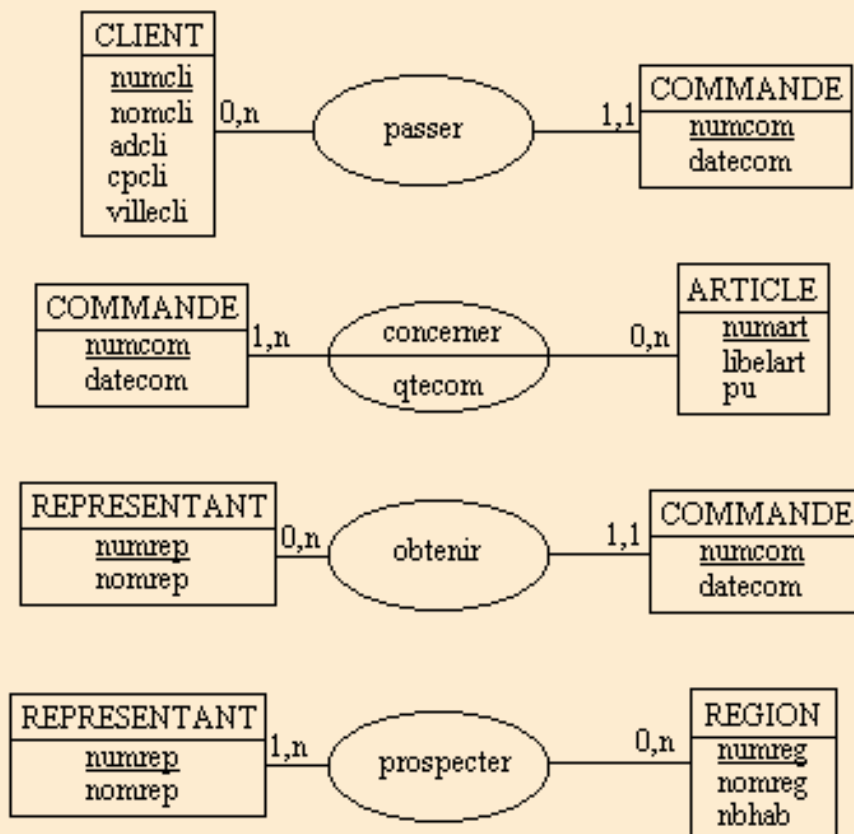 CLIENT
numcli
nomcli
adcli
cpcli
villecli
0,n
passer
1,1
COMMANDE
numcom
datecom
COMMANDE
numcom
datecom
1,n
concerner
qtecom
0,n
ARTICLE
numart
libelart
pu
REPRESENTANT
numrep
nomrep
0,n
obtenir
1,1
COMMANDE
numcom
datecom
REPRESENTANT
numrep
nomrep
1,n
prospecter
0,n
REGION
numreg
nomreg
nbhab